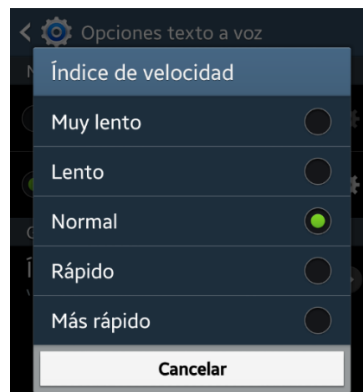 Opciones texto a voz
Índice de velocidad
Muy lento
Lento
Normal
Rápido
Más rápido
Cancelar